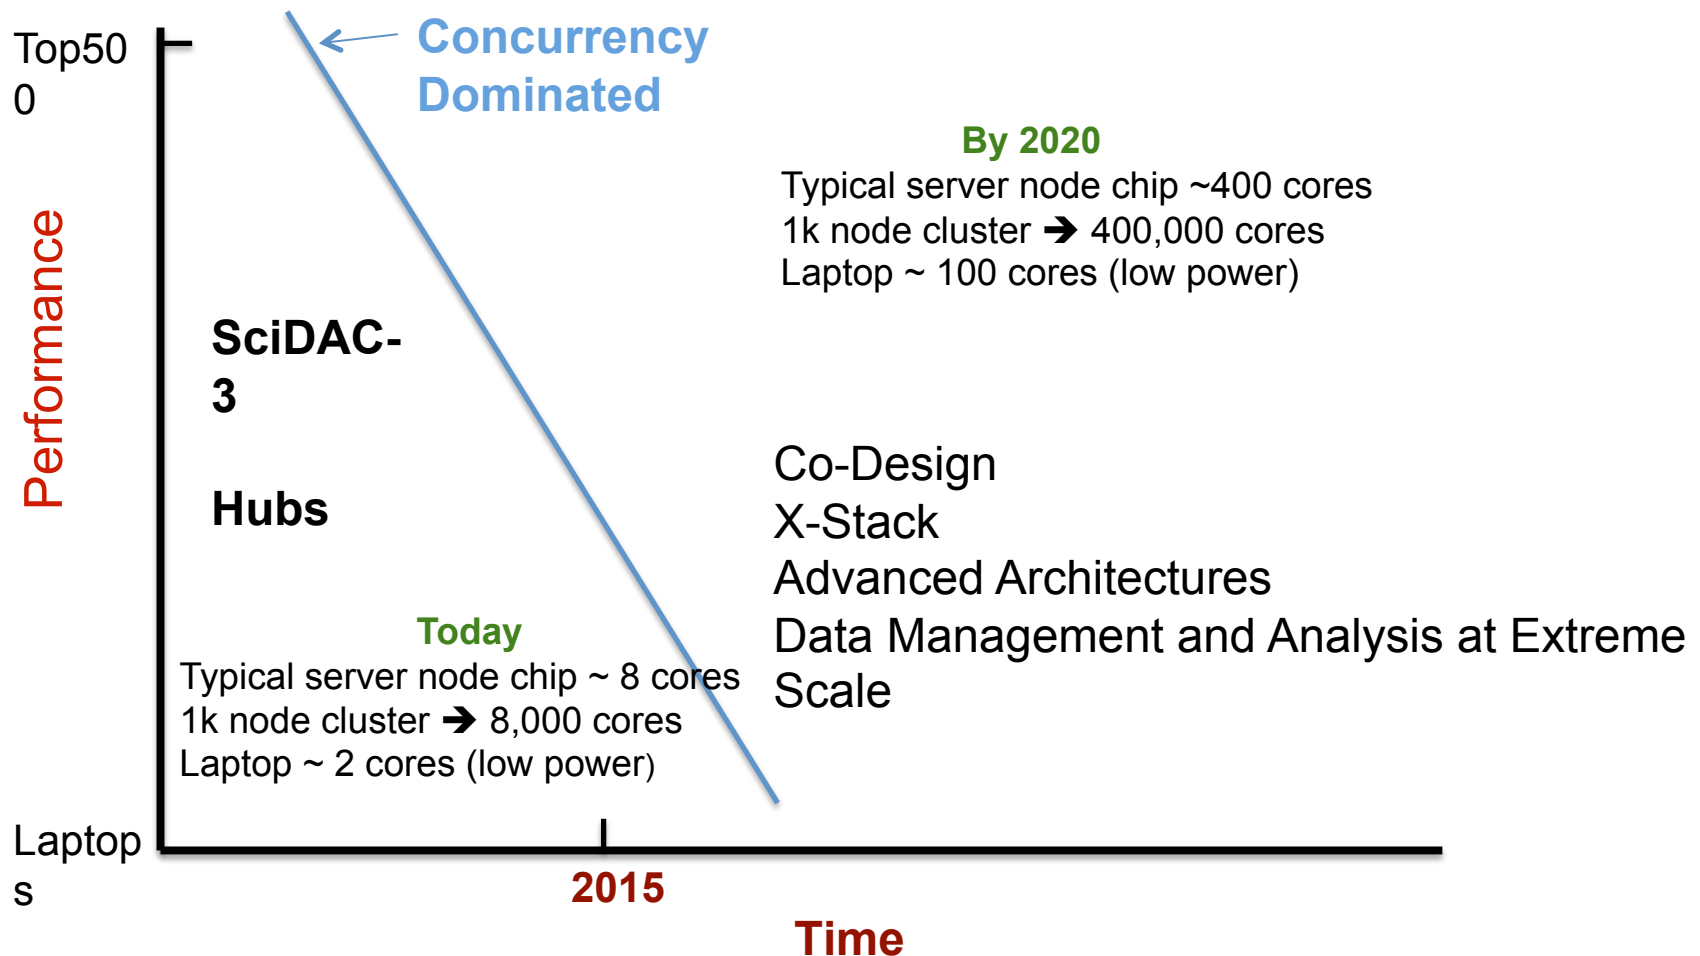 Top50
0
Concurrency
Dominated
By 2020
Typical server node chip ~400 cores
1k node cluster ➔ 400,000 cores
Laptop ~ 100 cores (low power)
Performance
SciDAC-
3
Hubs
Co-Design
X-Stack
Advanced Architectures
Data Management and Analysis at Extreme
Scale
Today
Typical server node chip ~ 8 cores
1k node cluster ➔ 8,000 cores
Laptop ~ 2 cores (low power)
Laptop
s
2015
Time